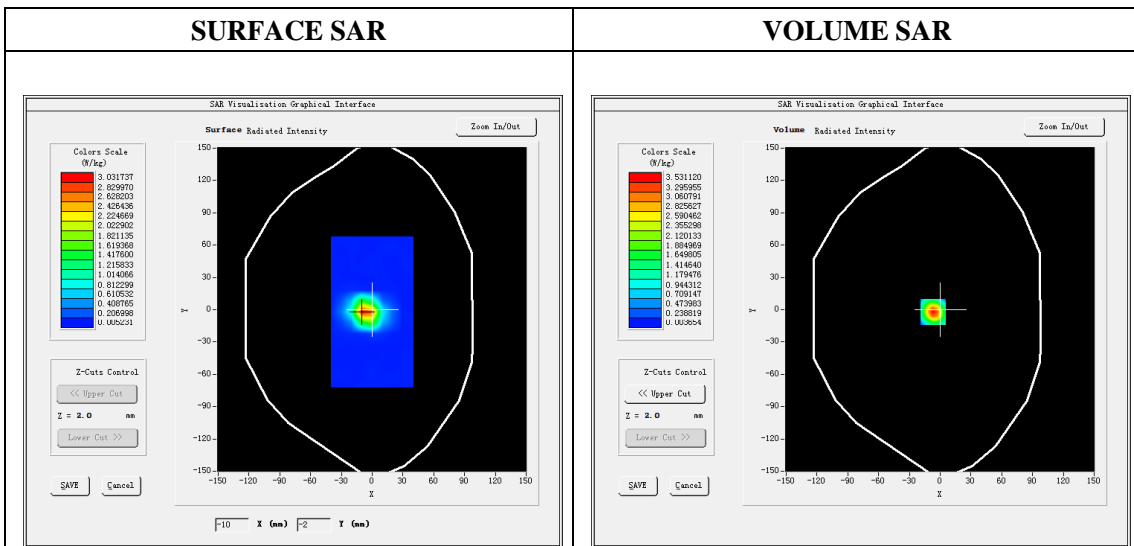 SURFACE SAR
VOLUME SAR
SAR Visualisation Graphical Interface
Surface Radiated Intensity
Zoom In/Out
Colors Scale
(W/kg)
3.031737
2.829970
2.628203
2.426436
2.224669
2.022902
1.821135
1.619368
1.417600
1.215833
1.014066
0.812299
0.610532
0.408765
0.206998
0.005231
Z-Cuts Control
<< Upper Cut
Z = 2.0 mm
Lower Cut >>
SAVE Cancel
150
120
90
60
30
0
-30
-60
-90
-120
-150
Y
-150 -120 -90 -60 -30 0 30 60 90 120 150
X
-10 X (mm) -2 Y (mm)
SAR Visualisation Graphical Interface
Volume Radiated Intensity
Zoom In/Out
Colors Scale
(W/kg)
3.531120
3.295955
3.060791
2.825627
2.590462
2.355298
2.120133
1.884969
1.649805
1.414640
1.179476
0.944312
0.709147
0.473983
0.238819
0.003654
Z-Cuts Control
<< Upper Cut
Z = 2.0 mm
Lower Cut >>
SAVE Cancel
150
120
90
60
30
0
-30
-60
-90
-120
-150
Y
-150 -120 -90 -60 -30 0 30 60 90 120 150
X